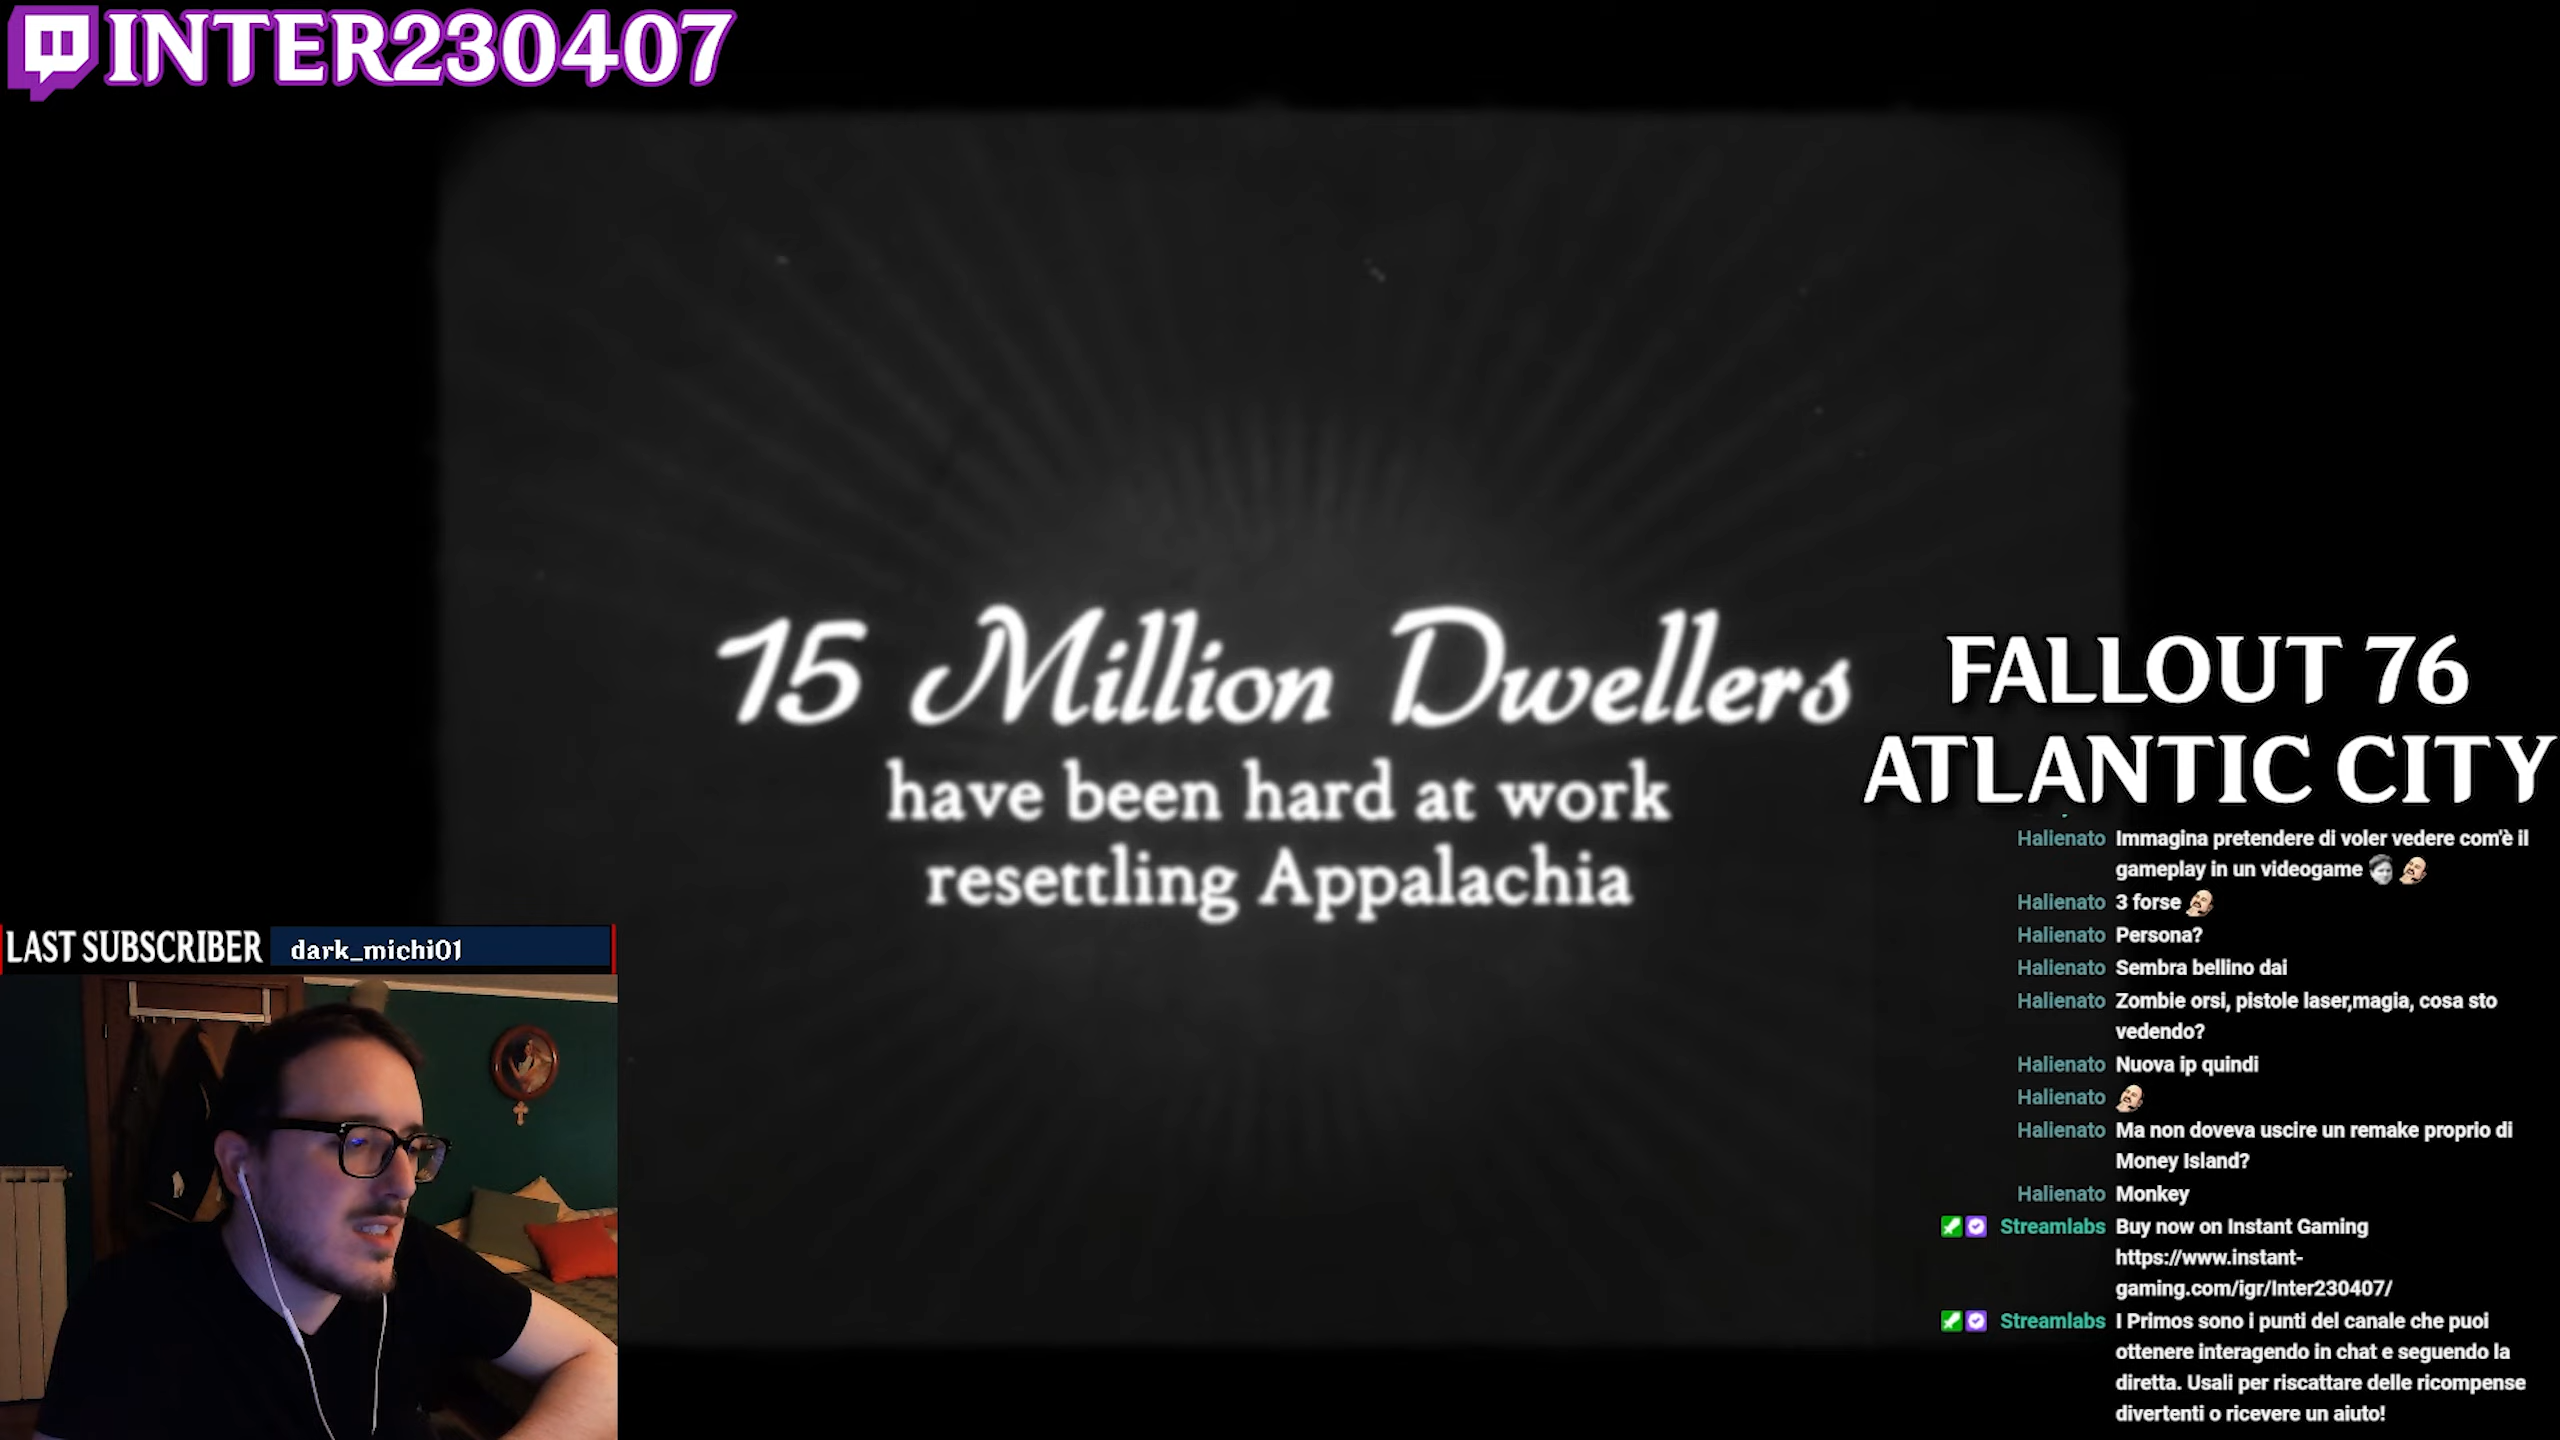 INTER230407
15 Million Dwellers
have been hard at work
resettling Appalachia
FALLOUT 76
ATLANTIC CITY
LAST SUBSCRIBER dark_michi01
Halienato Immagina pretendere di voler vedere com'è il
gameplay in un videogame
Halienato 3 forse
Halienato Persona?
Halienato Sembra bellino dai
Halienato Zombie orsi, pistole laser,magia, cosa sto
vedendo?
Halienato Nuova ip quindi
Halienato
Halienato Ma non doveva uscire un remake proprio di
Money Island?
Halienato Monkey
Streamlabs Buy now on Instant Gaming
https://www.instant-
gaming.com/igr/Inter230407/
Streamlabs I Primos sono i punti del canale che puoi
ottenere interagendo in chat e seguendo la
diretta. Usali per riscattare delle ricompense
divertenti o ricevere un aiuto!